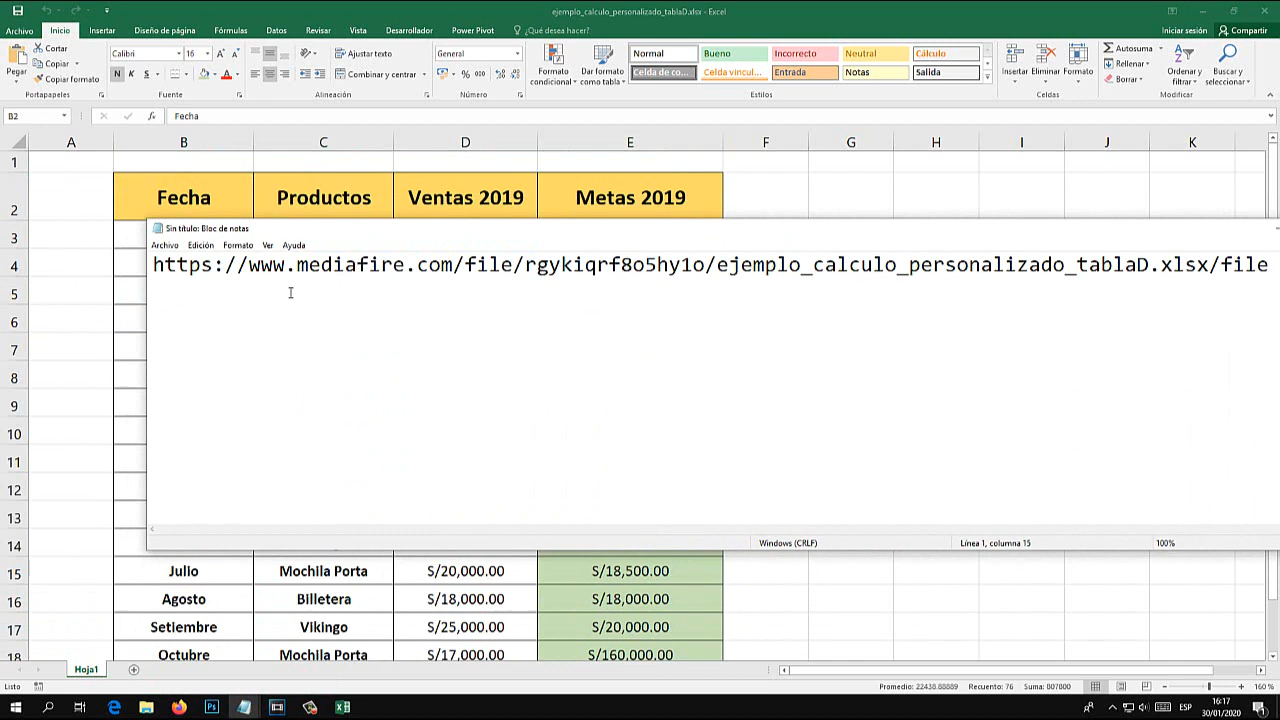 ejemplo_calculo_personalizado_tablaD.xlsx - Excel
Archivo Inicio Insertar Diseño de página Fórmulas Datos Revisar Vista Desarrollador Power Pivot ¿Qué desea hacer? Iniciar sesión Compartir
Pegar
Cortar
Copiar
Copiar formato
Portapapeles
Calibri 16
N K S
Fuente
Ajustar texto
Combinar y centrar
Alineación
General
% 000
Número
Formato condicional
Dar formato como tabla
Normal Bueno Incorrecto Neutral Cálculo
Celda de co... Celda vincul... Entrada Notas Salida
Estilos
Insertar Eliminar Formato
Celdas
Autosuma
Rellenar
Borrar
Ordenar y filtrar
Buscar y seleccionar
Modificar
B2 fx Fecha
A B C D E F G H I J K
1
2 Fecha Productos Ventas 2019 Metas 2019
Sin título: Bloc de notas
Archivo Edición Formato Ver Ayuda
https://www.mediafire.com/file/rgykiqrf8o5hy1o/ejemplo_calculo_personalizado_tablaD.xlsx/file
Windows (CRLF) Línea 1, columna 15 100%
3
4
5
6
7
8
9
10
11
12
13
14
15 Julio Mochila Porta S/20,000.00 S/18,500.00
16 Agosto Billetera S/18,000.00 S/18,000.00
17 Setiembre Vikingo S/25,000.00 S/20,000.00
18 Octubre Mochila Porta S/17,000.00 S/160,000.00
Hoja1
Listo Promedio: 22438.88889 Recuento: 76 Suma: 807800 160 %
ESP 16:17
30/01/2020